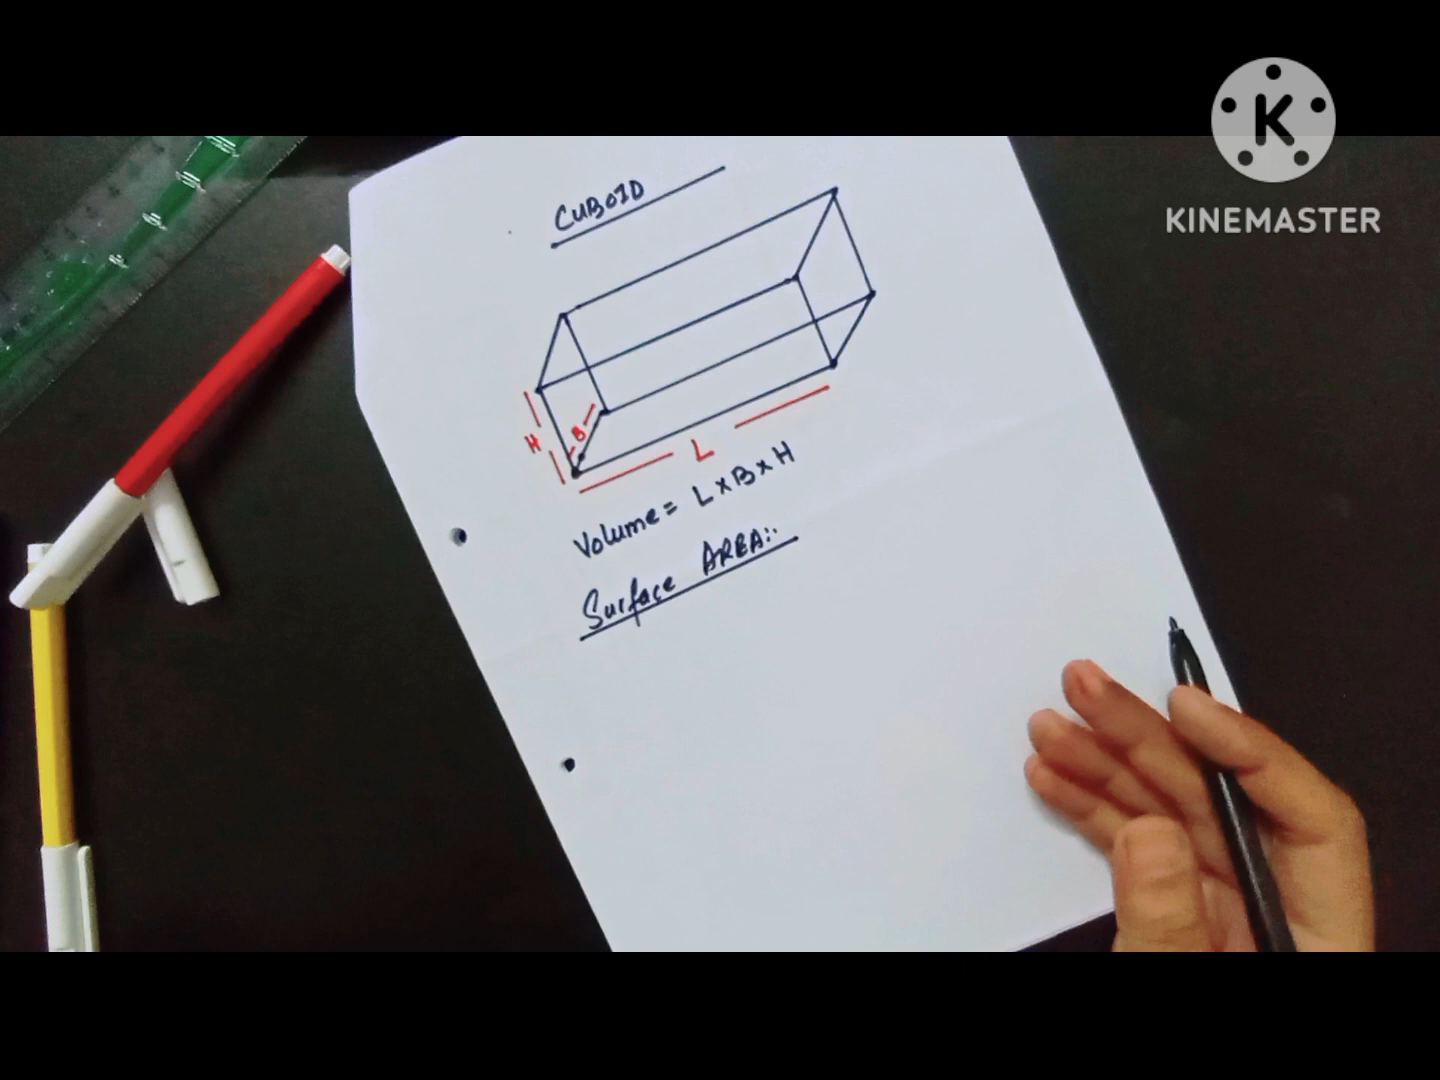 CUBOID
H
B
L
Volume = L×B×H
Surface AREA:-
K
KINEMASTER